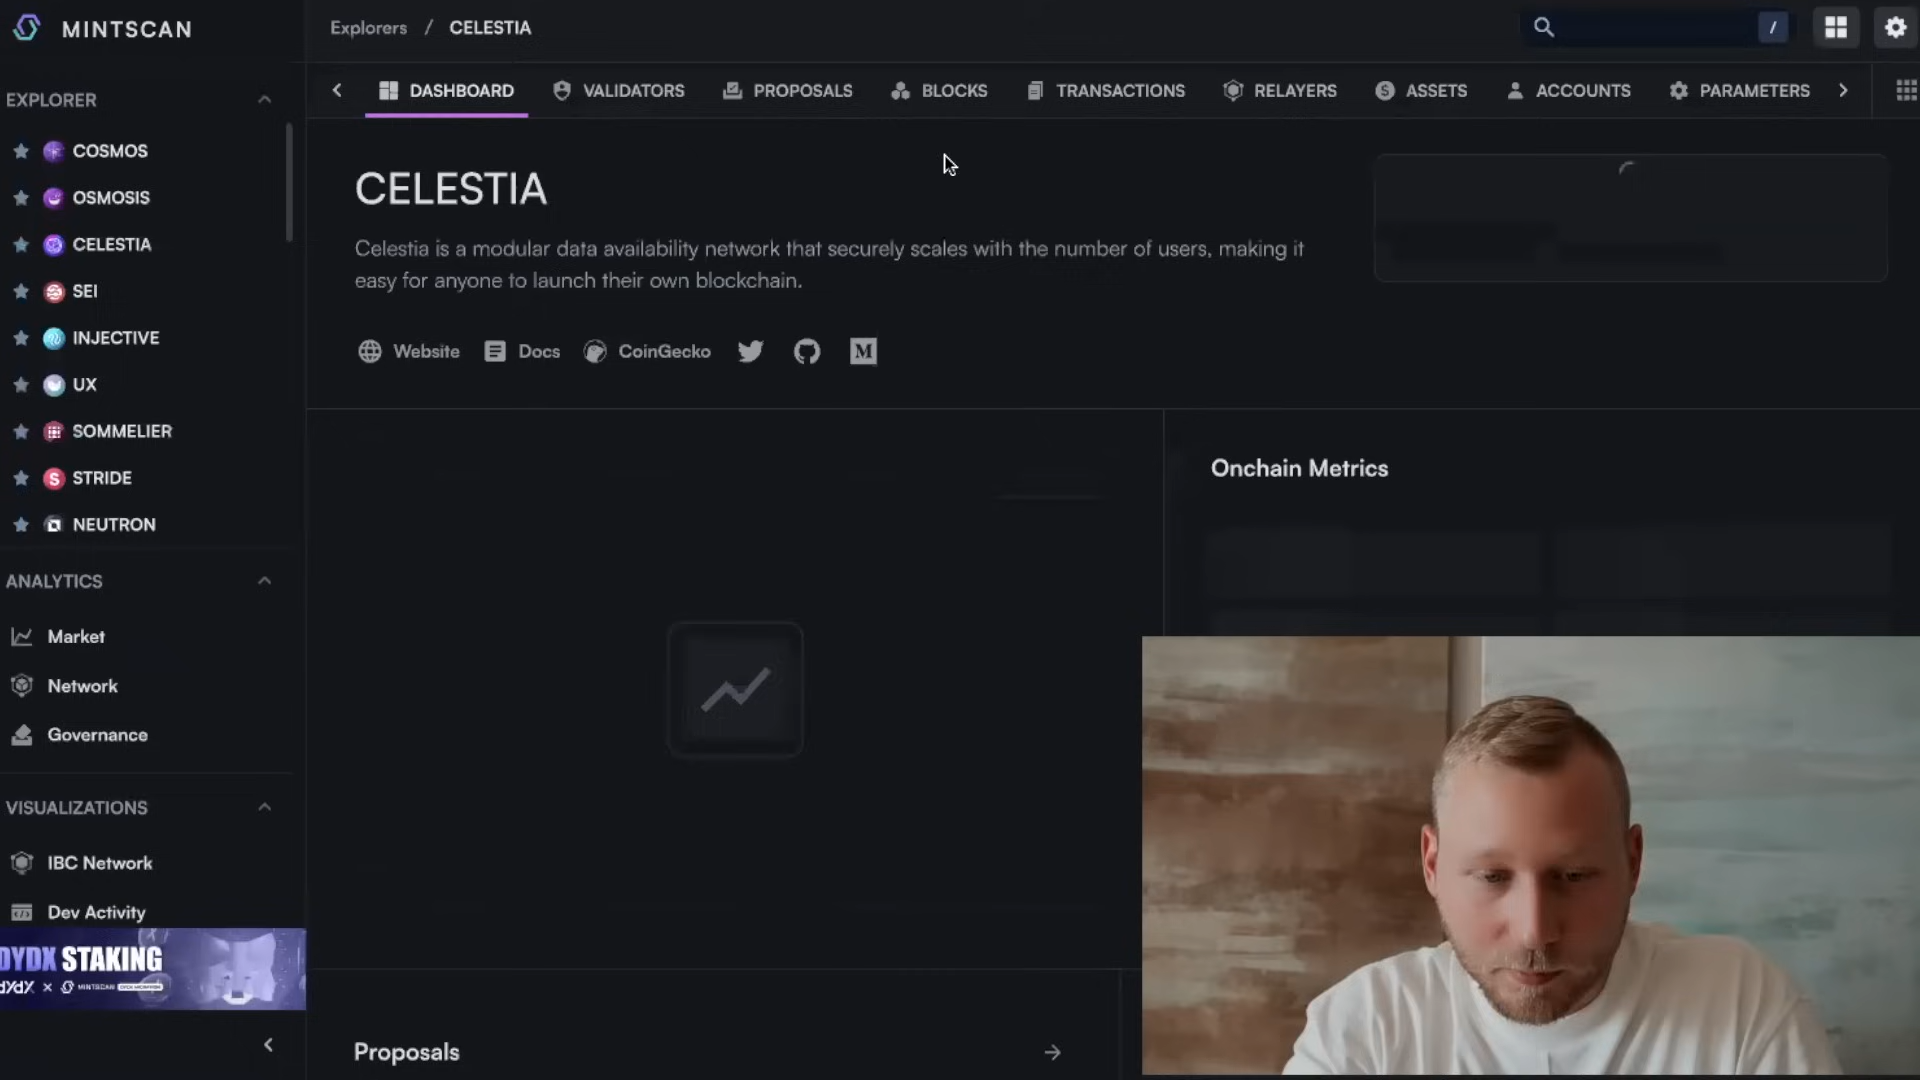 MINTSCAN
Explorers / CELESTIA
/
EXPLORER
COSMOS
OSMOSIS
CELESTIA
SEI
INJECTIVE
UX
SOMMELIER
STRIDE
NEUTRON
ANALYTICS
Market
Network
Governance
VISUALIZATIONS
IBC Network
Dev Activity
DYDX STAKING
dYdX × MINTSCAN
DASHBOARD
VALIDATORS
PROPOSALS
BLOCKS
TRANSACTIONS
RELAYERS
ASSETS
ACCOUNTS
PARAMETERS
CELESTIA
Celestia is a modular data availability network that securely scales with the number of users, making it
easy for anyone to launch their own blockchain.
Website
Docs
CoinGecko
Onchain Metrics
Proposals